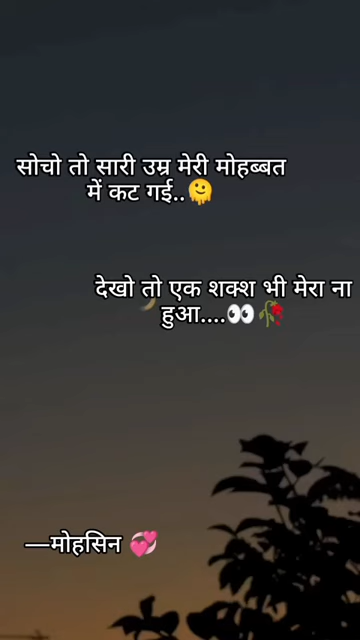 सोचो तो सारी उम्र मेरी मोहब्बत
में कट गई..🫠
देखो तो एक शक्श भी मेरा ना
हुआ....👀🥀
—मोहसिन 💞